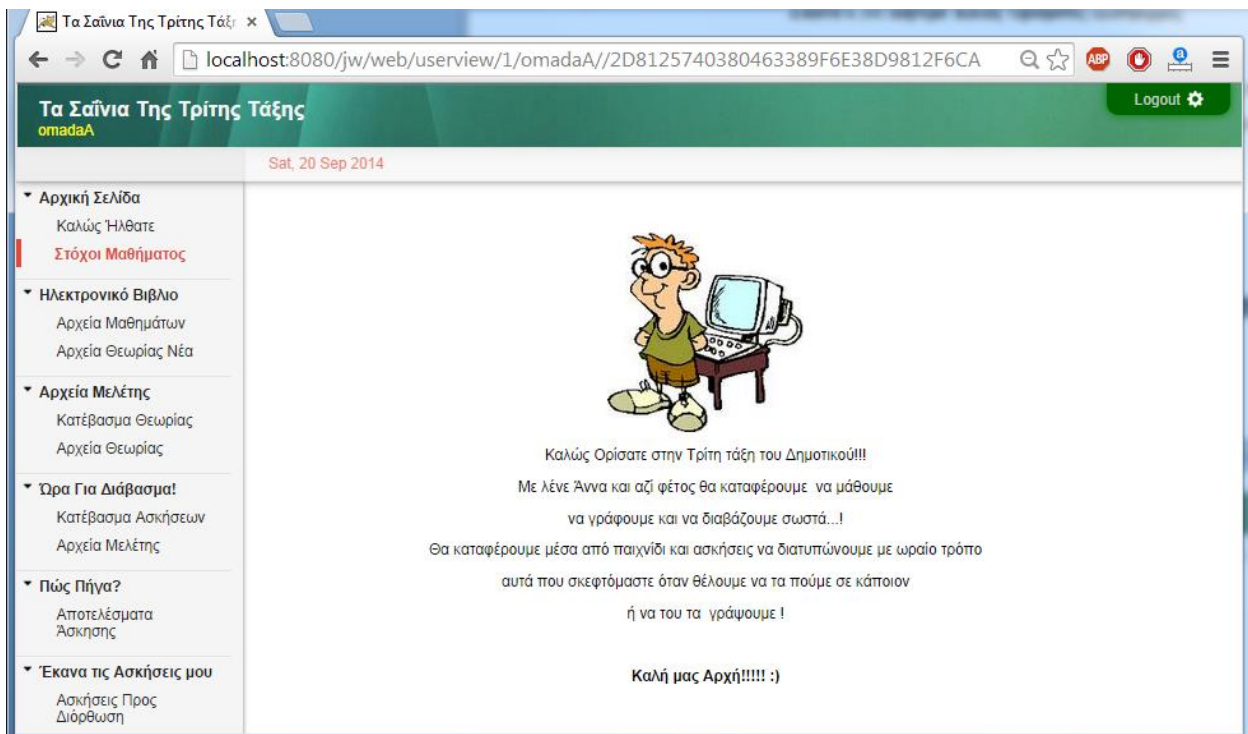 Τα Σαΐνια Της Τρίτης Τάξη
localhost:8080/jw/web/userview/1/omadaA//2D8125740380463389F6E38D9812F6CA
ABP
a
Τα Σαΐνια Της Τρίτης Τάξης
omadaA
Logout
Sat, 20 Sep 2014
Αρχική Σελίδα
Καλώς Ήλθατε
Στόχοι Μαθήματος
Ηλεκτρονικό Βιβλιο
Αρχεία Μαθημάτων
Αρχεία Θεωρίας Νέα
Αρχεία Μελέτης
Κατέβασμα Θεωρίας
Αρχεία Θεωρίας
Ώρα Για Διάβασμα!
Κατέβασμα Ασκήσεων
Αρχεία Μελέτης
Πώς Πήγα?
Αποτελέσματα
Άσκησης
Έκανα τις Ασκήσεις μου
Ασκήσεις Προς
Διόρθωση
Καλώς Ορίσατε στην Τρίτη τάξη του Δημοτικού!!!
Με λένε Άννα και αζί φέτος θα καταφέρουμε να μάθουμε
να γράφουμε και να διαβάζουμε σωστά...!
Θα καταφέρουμε μέσα από παιχνίδι και ασκήσεις να διατυπώνουμε με ωραίο τρόπο
αυτά που σκεφτόμαστε όταν θέλουμε να τα πούμε σε κάποιον
ή να του τα γράψουμε !
Καλή μας Αρχή!!!!! :)